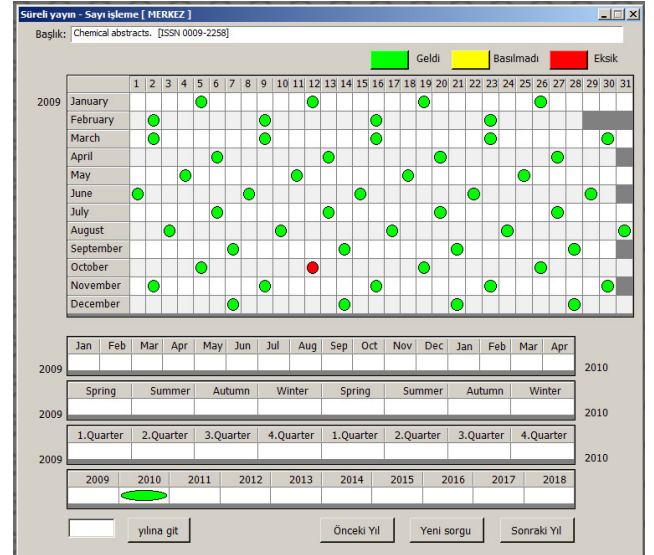 Süreli yayın - Sayı işleme [ MERKEZ ]
Başlık: Chemical abstracts. [ISSN 0009-2258]
Geldi Basılmadı Eksik
1 2 3 4 5 6 7 8 9 10 11 12 13 14 15 16 17 18 19 20 21 22 23 24 25 26 27 28 29 30 31
2009 January
February
March
April
May
June
July
August
September
October
November
December
Jan Feb Mar Apr May Jun Jul Aug Sep Oct Nov Dec Jan Feb Mar Apr
2009 2010
Spring Summer Autumn Winter Spring Summer Autumn Winter
2009 2010
1.Quarter 2.Quarter 3.Quarter 4.Quarter 1.Quarter 2.Quarter 3.Quarter 4.Quarter
2009 2010
2009 2010 2011 2012 2013 2014 2015 2016 2017 2018
yılına git Önceki Yıl Yeni sorgu Sonraki Yıl